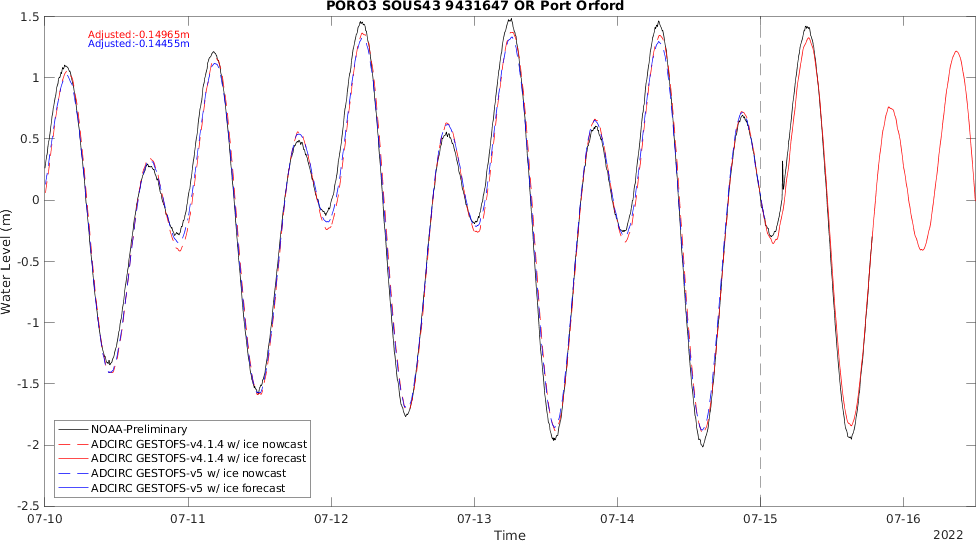 PORO3 SOUS43 9431647 OR Port Orford
Adjusted:-0.14965m
Adjusted:-0.14455m
1.5
1
0.5
0
-0.5
-1
-1.5
-2
-2.5
Water Level (m)
NOAA-Preliminary
ADCIRC GESTOFS-v4.1.4 w/ ice nowcast
ADCIRC GESTOFS-v4.1.4 w/ ice forecast
ADCIRC GESTOFS-v5 w/ ice nowcast
ADCIRC GESTOFS-v5 w/ ice forecast
07-10 07-11 07-12 07-13 07-14 07-15 07-16
Time
2022